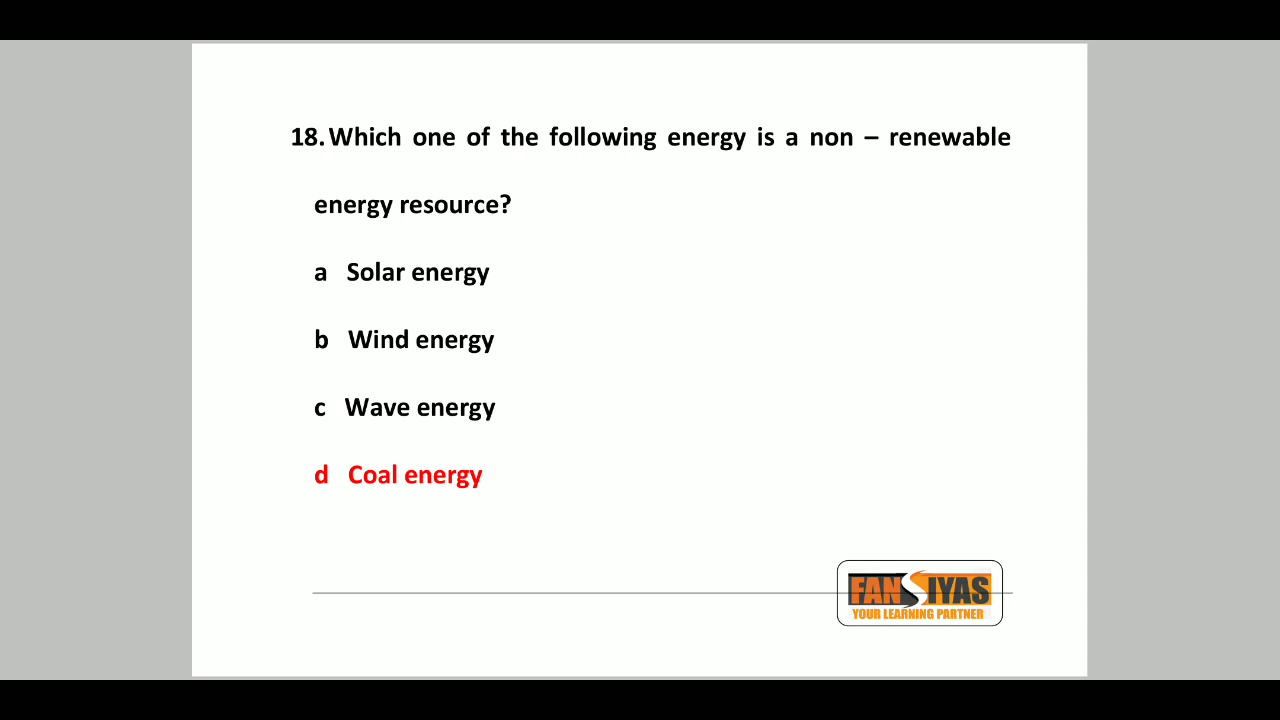 18. Which one of the following energy is a non – renewable
energy resource?
a Solar energy
b Wind energy
c Wave energy
d Coal energy
FANSIYAS
YOUR LEARNING PARTNER